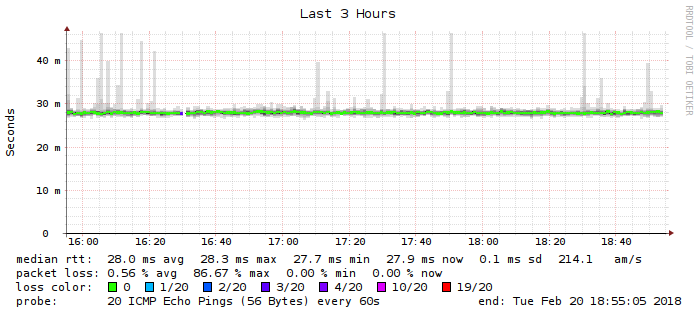 Last 3 Hours
RRDTOOL / TOBI OETIKER
Seconds
40 m
30 m
20 m
10 m
0
16:00 16:20 16:40 17:00 17:20 17:40 18:00 18:20 18:40
median rtt: 28.0 ms avg 28.3 ms max 27.7 ms min 27.9 ms now 0.1 ms sd 214.1 am/s
packet loss: 0.56 % avg 86.67 % max 0.00 % min 0.00 % now
loss color: 0 1/20 2/20 3/20 4/20 10/20 19/20
probe: 20 ICMP Echo Pings (56 Bytes) every 60s end: Tue Feb 20 18:55:05 2018